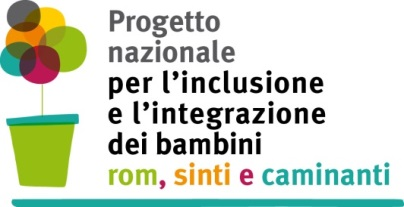 Progetto
nazionale
per l'inclusione
e l'integrazione
dei bambini
rom, sinti e caminanti